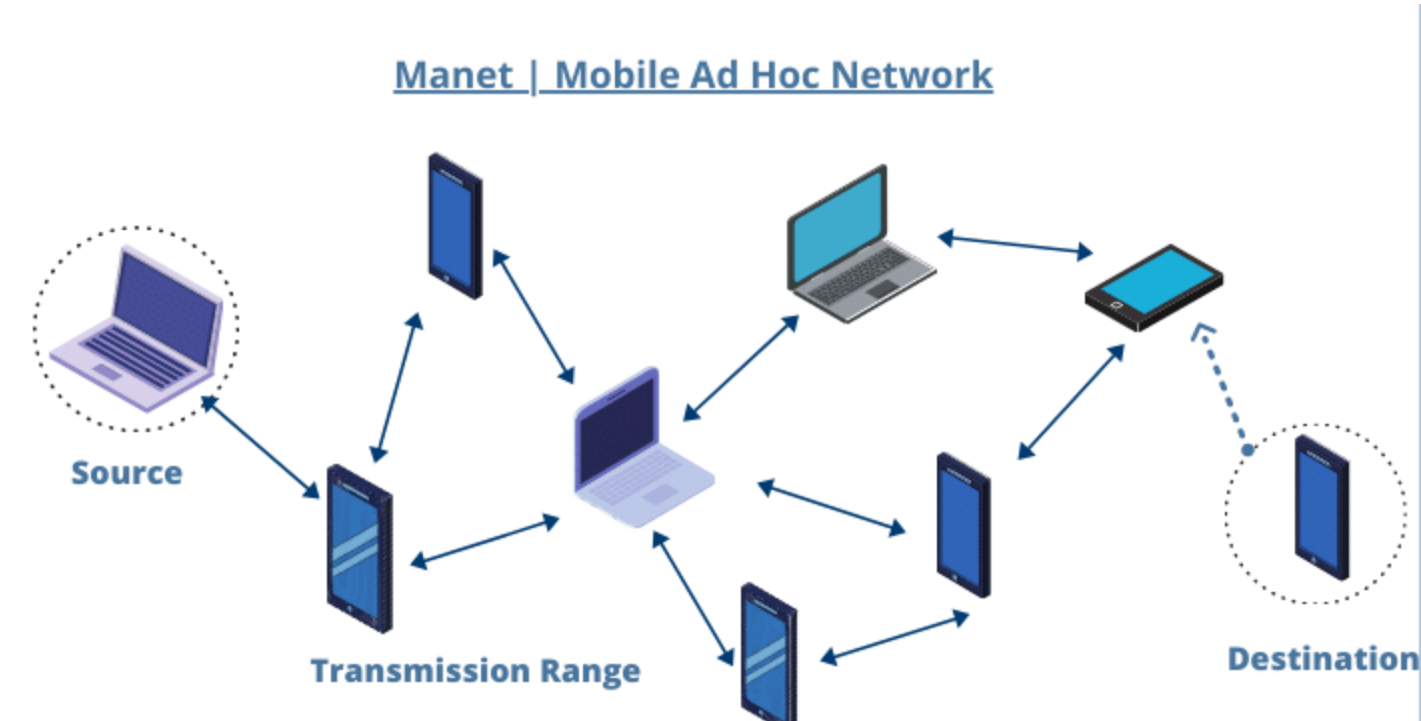 Manet | Mobile Ad Hoc Network
Source
Transmission Range
Destination